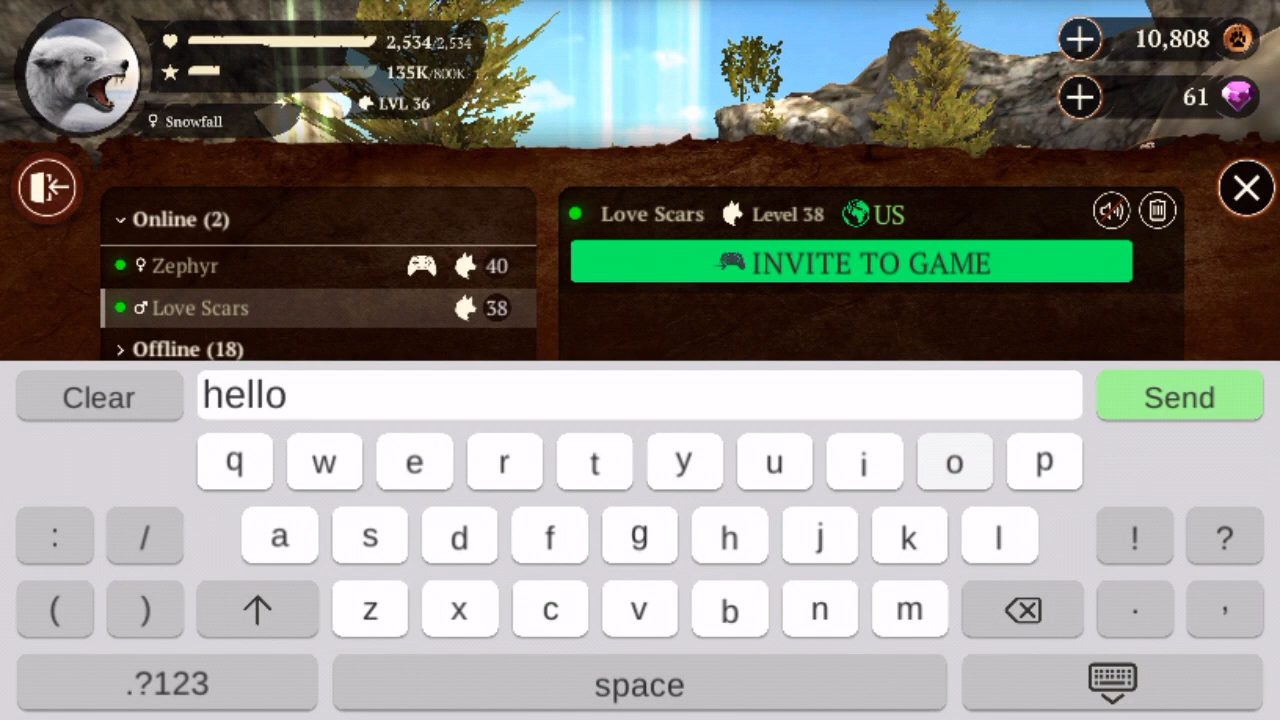 2,534/2,534
135K/800K
LVL 36
♀ Snowfall
10,808
61
Online (2)
♀ Zephyr 40
♂ Love Scars 38
Offline (18)
Love Scars Level 38 US
INVITE TO GAME
Clear hello Send
q w e r t y u i o p
: / a s d f g h j k l ! ?
( ) z x c v b n m . ,
.?123 space